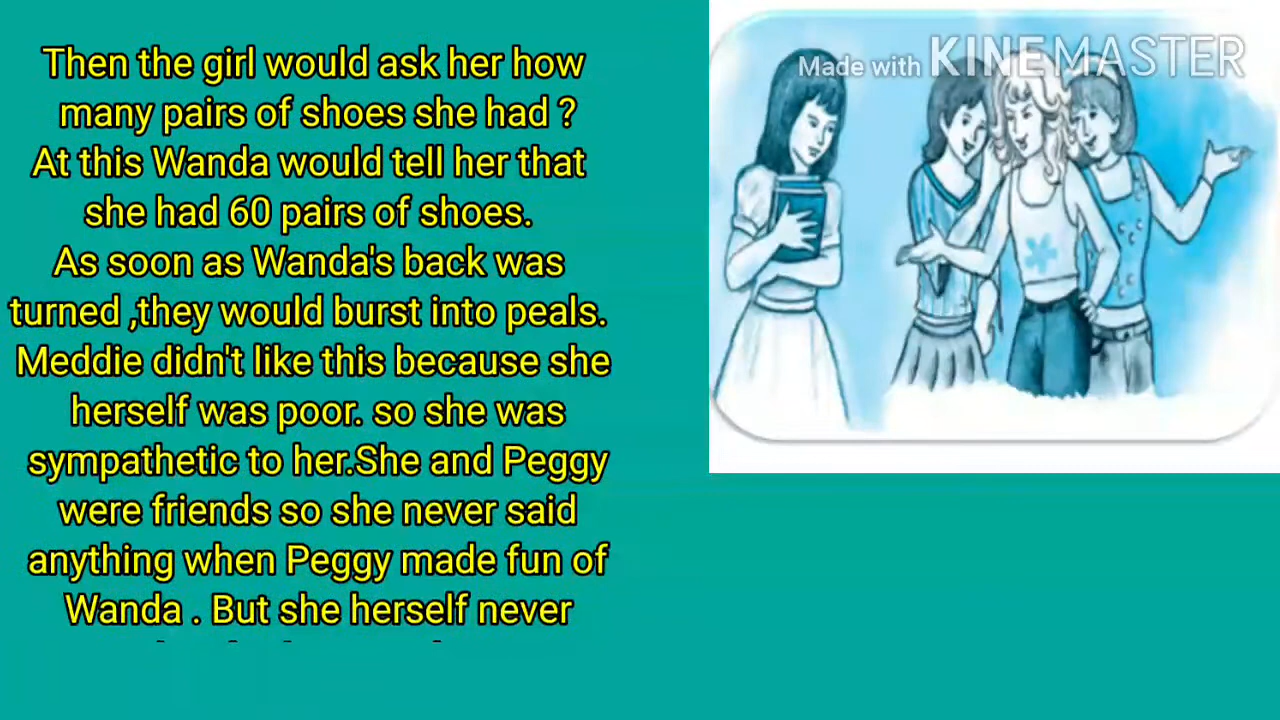 Then the girl would ask her how
many pairs of shoes she had ?
At this Wanda would tell her that
she had 60 pairs of shoes.
As soon as Wanda's back was
turned ,they would burst into peals.
Meddie didn't like this because she
herself was poor. so she was
sympathetic to her.She and Peggy
were friends so she never said
anything when Peggy made fun of
Wanda . But she herself never
Made with KINEMASTER